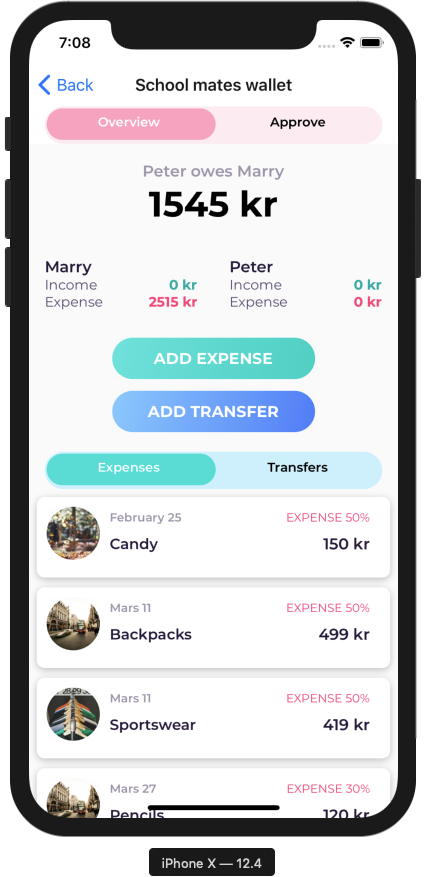 7:08
Back School mates wallet
Overview Approve
Peter owes Marry
1545 kr
Marry Peter
Income 0 kr Income 0 kr
Expense 2515 kr Expense 0 kr
ADD EXPENSE
ADD TRANSFER
Expenses Transfers
February 25 EXPENSE 50%
Candy 150 kr
Mars 11 EXPENSE 50%
Backpacks 499 kr
Mars 11 EXPENSE 50%
Sportswear 419 kr
Mars 27 EXPENSE 30%
Pencils 120 kr
iPhone X — 12.4